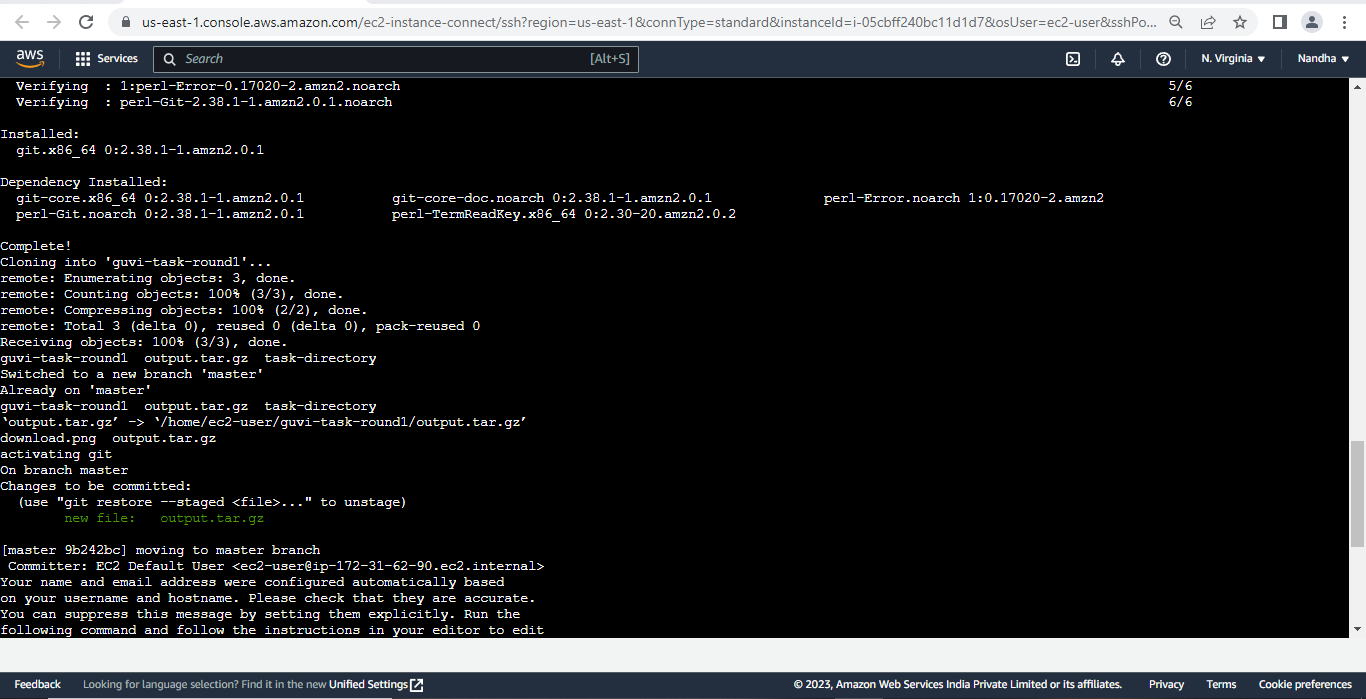 us-east-1.console.aws.amazon.com/ec2-instance-connect/ssh?region=us-east-1&connType=standard&instanceId=i-05cbff240bc11d1d7&osUser=ec2-user&sshPo...
aws Services Search [Alt+S] N. Virginia Nandha
Verifying : 1:perl-Error-0.17020-2.amzn2.noarch 5/6
Verifying : perl-Git-2.38.1-1.amzn2.0.1.noarch 6/6
Installed:
git.x86_64 0:2.38.1-1.amzn2.0.1
Dependency Installed:
git-core.x86_64 0:2.38.1-1.amzn2.0.1 git-core-doc.noarch 0:2.38.1-1.amzn2.0.1 perl-Error.noarch 1:0.17020-2.amzn2
perl-Git.noarch 0:2.38.1-1.amzn2.0.1 perl-TermReadKey.x86_64 0:2.30-20.amzn2.0.2
Complete!
Cloning into 'guvi-task-round1'...
remote: Enumerating objects: 3, done.
remote: Counting objects: 100% (3/3), done.
remote: Compressing objects: 100% (2/2), done.
remote: Total 3 (delta 0), reused 0 (delta 0), pack-reused 0
Receiving objects: 100% (3/3), done.
guvi-task-round1 output.tar.gz task-directory
Switched to a new branch 'master'
Already on 'master'
guvi-task-round1 output.tar.gz task-directory
‘output.tar.gz’ -> ‘/home/ec2-user/guvi-task-round1/output.tar.gz’
download.png output.tar.gz
activating git
On branch master
Changes to be committed:
(use "git restore --staged <file>..." to unstage)
new file: output.tar.gz
[master 9b242bc] moving to master branch
Committer: EC2 Default User <ec2-user@ip-172-31-62-90.ec2.internal>
Your name and email address were configured automatically based
on your username and hostname. Please check that they are accurate.
You can suppress this message by setting them explicitly. Run the
following command and follow the instructions in your editor to edit
Feedback Looking for language selection? Find it in the new Unified Settings © 2023, Amazon Web Services India Private Limited or its affiliates. Privacy Terms Cookie preferences